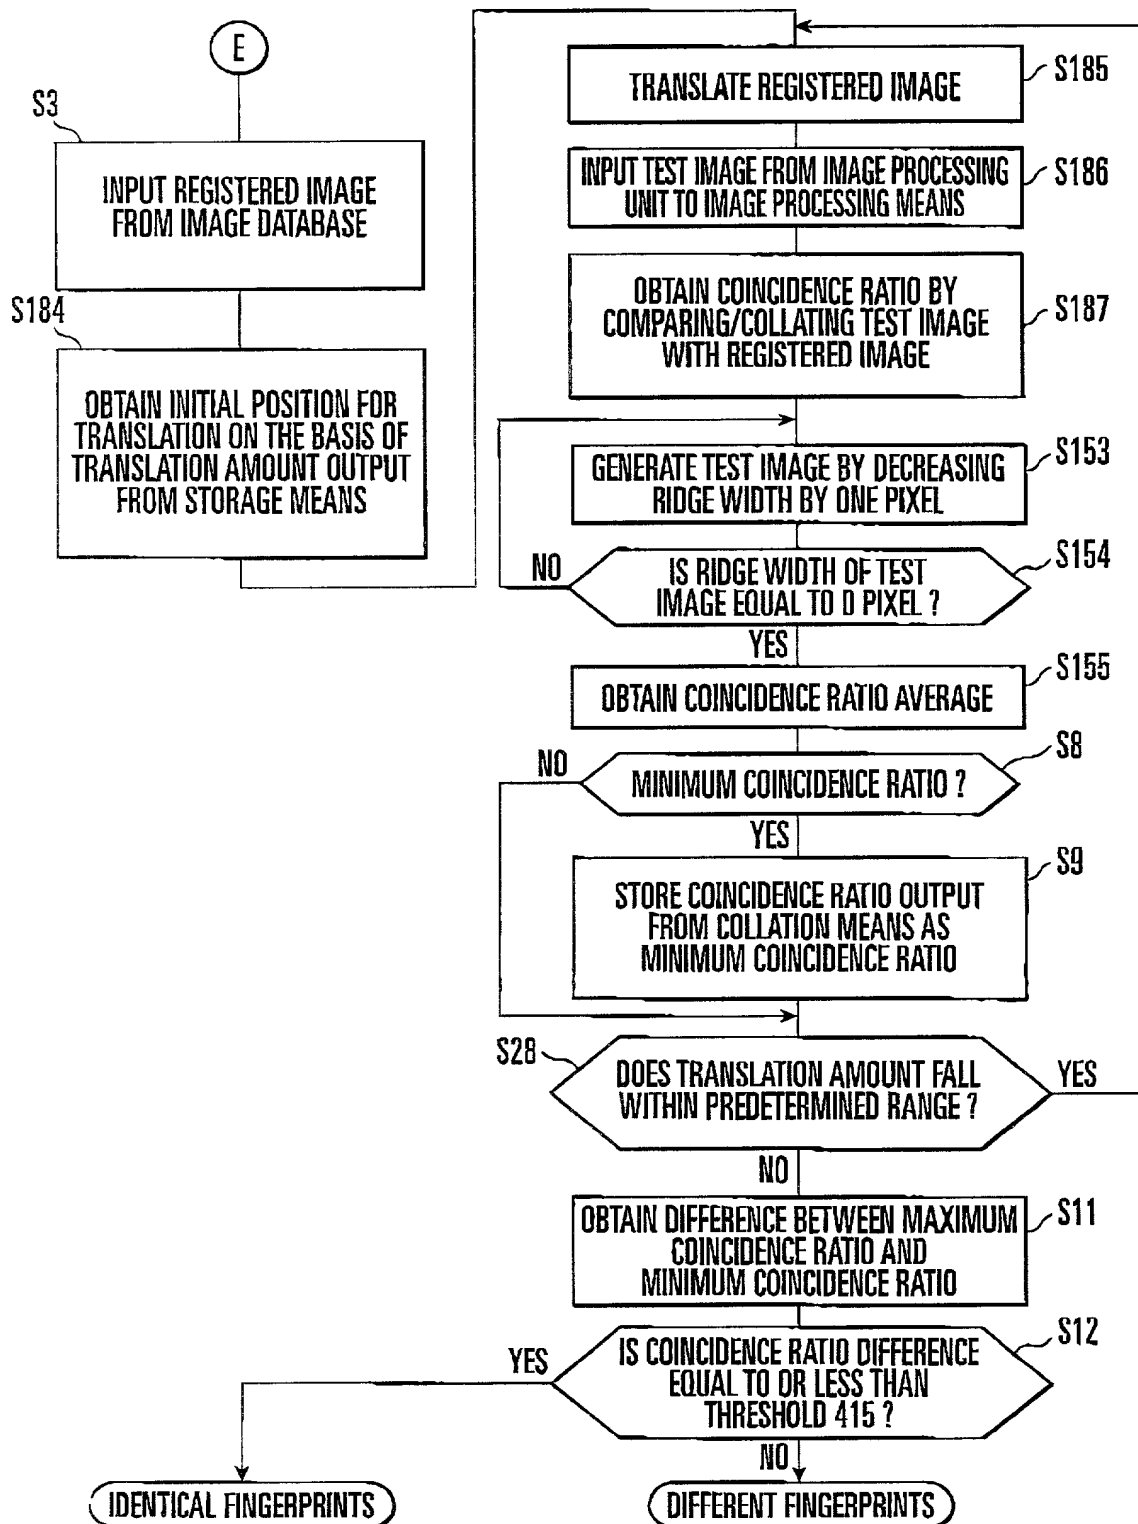 E
S3
INPUT REGISTERED IMAGE
FROM IMAGE DATABASE
S184
OBTAIN INITIAL POSITION FOR
TRANSLATION ON THE BASIS OF
TRANSLATION AMOUNT OUTPUT
FROM STORAGE MEANS
S185
TRANSLATE REGISTERED IMAGE
S186
INPUT TEST IMAGE FROM IMAGE PROCESSING
UNIT TO IMAGE PROCESSING MEANS
S187
OBTAIN COINCIDENCE RATIO BY
COMPARING/COLLATING TEST IMAGE
WITH REGISTERED IMAGE
S153
GENERATE TEST IMAGE BY DECREASING
RIDGE WIDTH BY ONE PIXEL
S154
NO
IS RIDGE WIDTH OF TEST
IMAGE EQUAL TO 0 PIXEL ?
YES
S155
OBTAIN COINCIDENCE RATIO AVERAGE
S8
NO
MINIMUM COINCIDENCE RATIO ?
YES
S9
STORE COINCIDENCE RATIO OUTPUT
FROM COLLATION MEANS AS
MINIMUM COINCIDENCE RATIO
S28
DOES TRANSLATION AMOUNT FALL
WITHIN PREDETERMINED RANGE ?
YES
NO
S11
OBTAIN DIFFERENCE BETWEEN MAXIMUM
COINCIDENCE RATIO AND
MINIMUM COINCIDENCE RATIO
S12
YES
IS COINCIDENCE RATIO DIFFERENCE
EQUAL TO OR LESS THAN
THRESHOLD 415 ?
NO
IDENTICAL FINGERPRINTS
DIFFERENT FINGERPRINTS